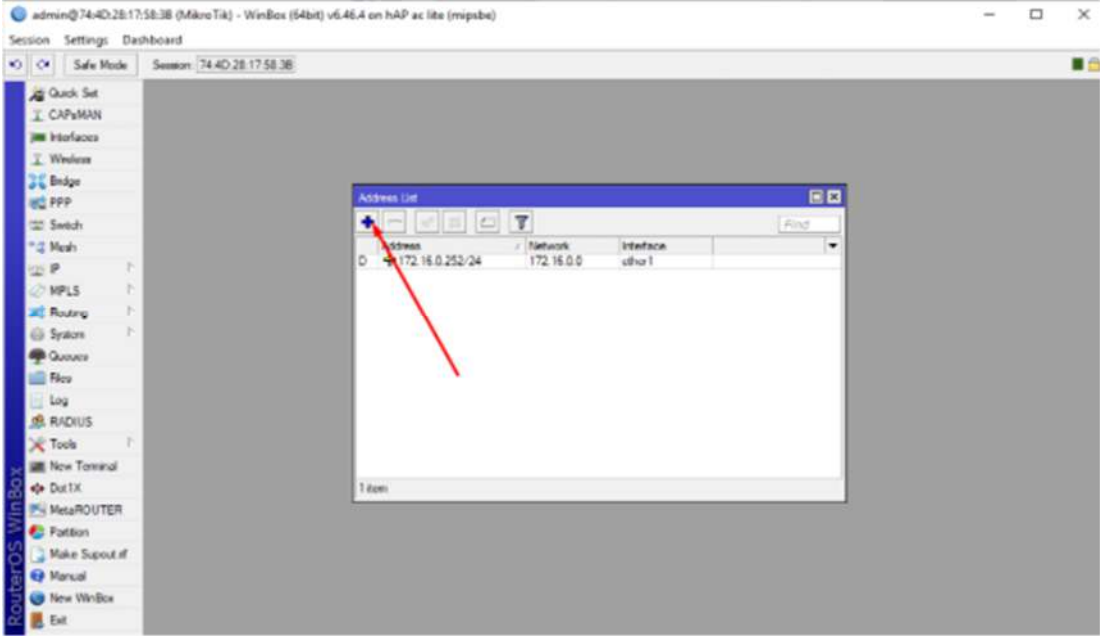 admin@74:4D:28:17:58:3B (MikroTik) - WinBox (64bit) v6.46.4 on hAP ac lite (mipsbe)
Session Settings Dashboard
Safe Mode Session: 74:4D:28:17:58:3B
Quick Set
CAPsMAN
Interfaces
Wireless
Bridge
PPP
Switch
Mesh
IP
MPLS
Routing
System
Queues
Files
Log
RADIUS
Tools
New Terminal
Dot1X
MetaROUTER
Partition
Make Supout.rif
Manual
New WinBox
Exit
RouterOS WinBox
Address List
Find
Address Network Interface
D 172.16.0.252/24 172.16.0.0 ether1
1 item